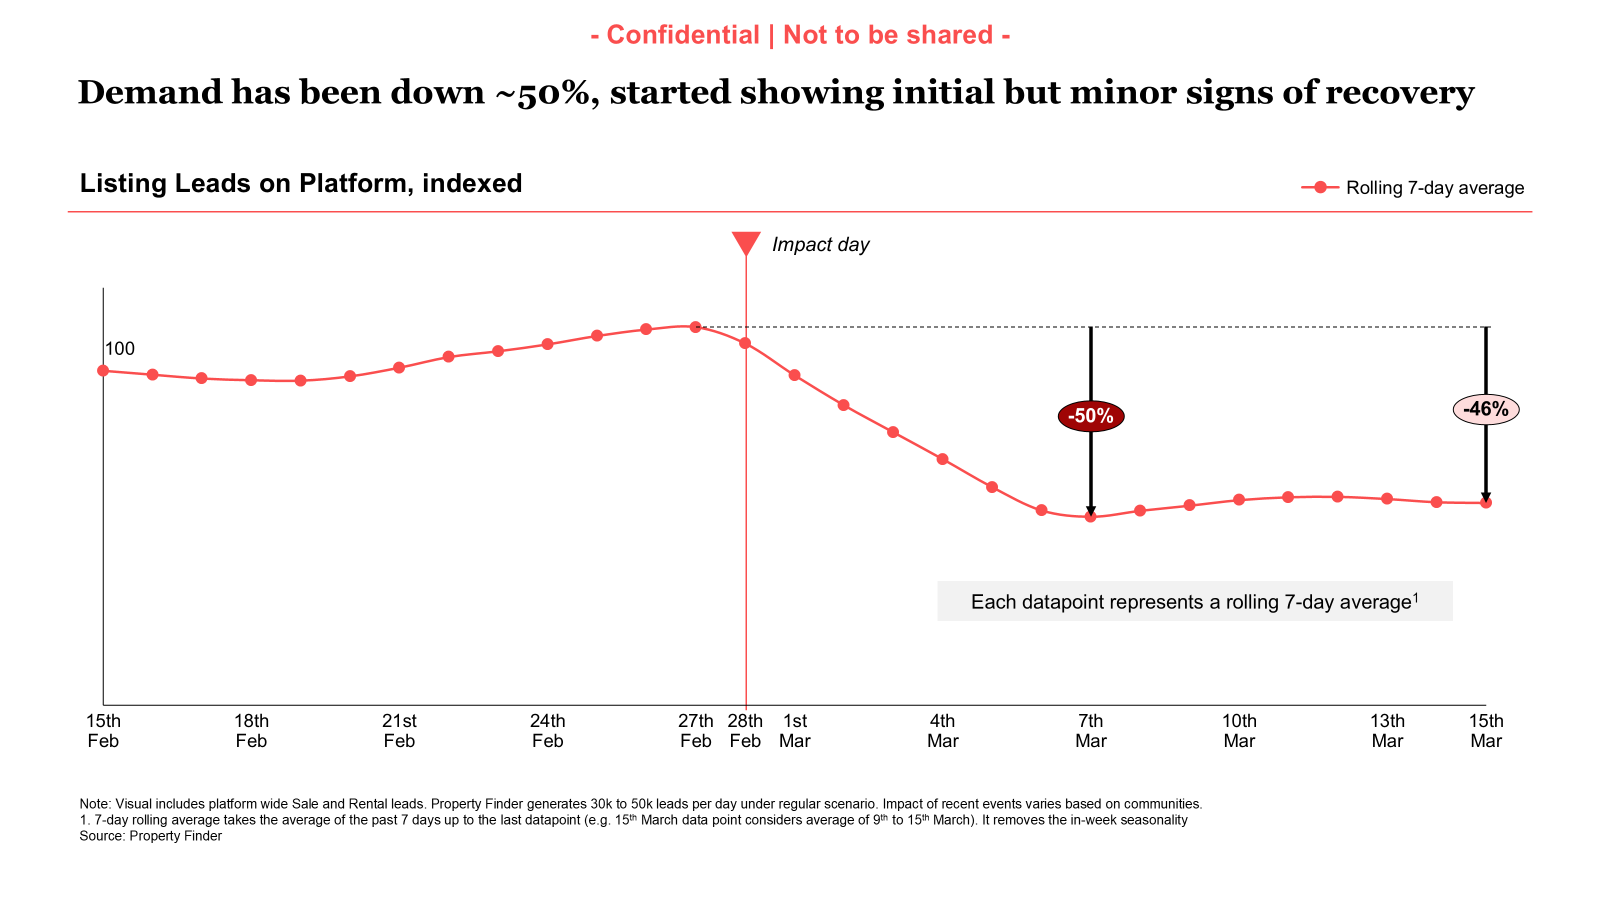 - Confidential | Not to be shared -
Demand has been down ~50%, started showing initial but minor signs of recovery
Listing Leads on Platform, indexed
Rolling 7-day average
Impact day
100
-50%
-46%
Each datapoint represents a rolling 7-day average¹
15th Feb
18th Feb
21st Feb
24th Feb
27th Feb
28th Feb
1st Mar
4th Mar
7th Mar
10th Mar
13th Mar
15th Mar
Note: Visual includes platform wide Sale and Rental leads. Property Finder generates 30k to 50k leads per day under regular scenario. Impact of recent events varies based on communities.
1. 7-day rolling average takes the average of the past 7 days up to the last datapoint (e.g. 15th March data point considers average of 9th to 15th March). It removes the in-week seasonality
Source: Property Finder